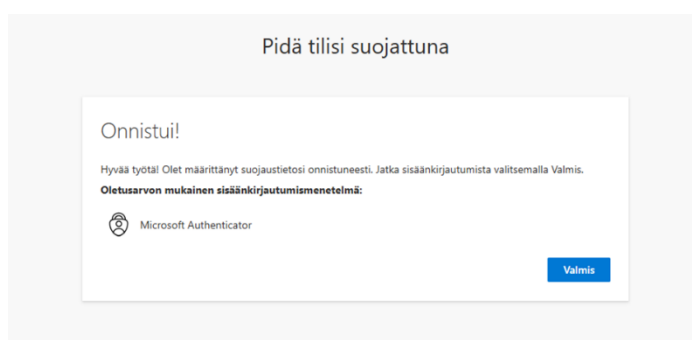 Pidä tilisi suojattuna
Onnistui!
Hyvää työtä! Olet määrittänyt suojaustietosi onnistuneesti. Jatka sisäänkirjautumista valitsemalla Valmis.
Oletusarvon mukainen sisäänkirjautumismenetelmä:
Microsoft Authenticator
Valmis